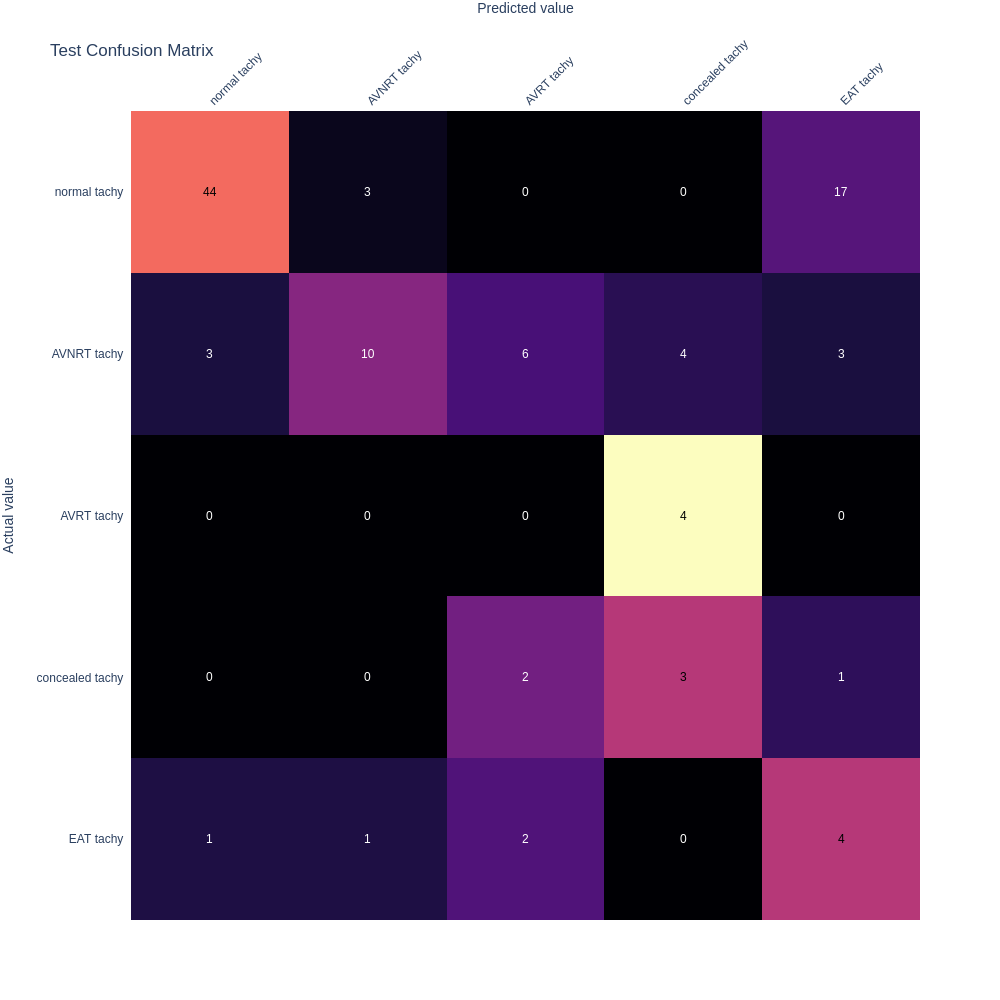 Predicted value
Test Confusion Matrix
normal tachy
AVNRT tachy
AVRT tachy
concealed tachy
EAT tachy
Actual value
normal tachy 44 3 0 0 17
AVNRT tachy 3 10 6 4 3
AVRT tachy 0 0 0 4 0
concealed tachy 0 0 2 3 1
EAT tachy 1 1 2 0 4